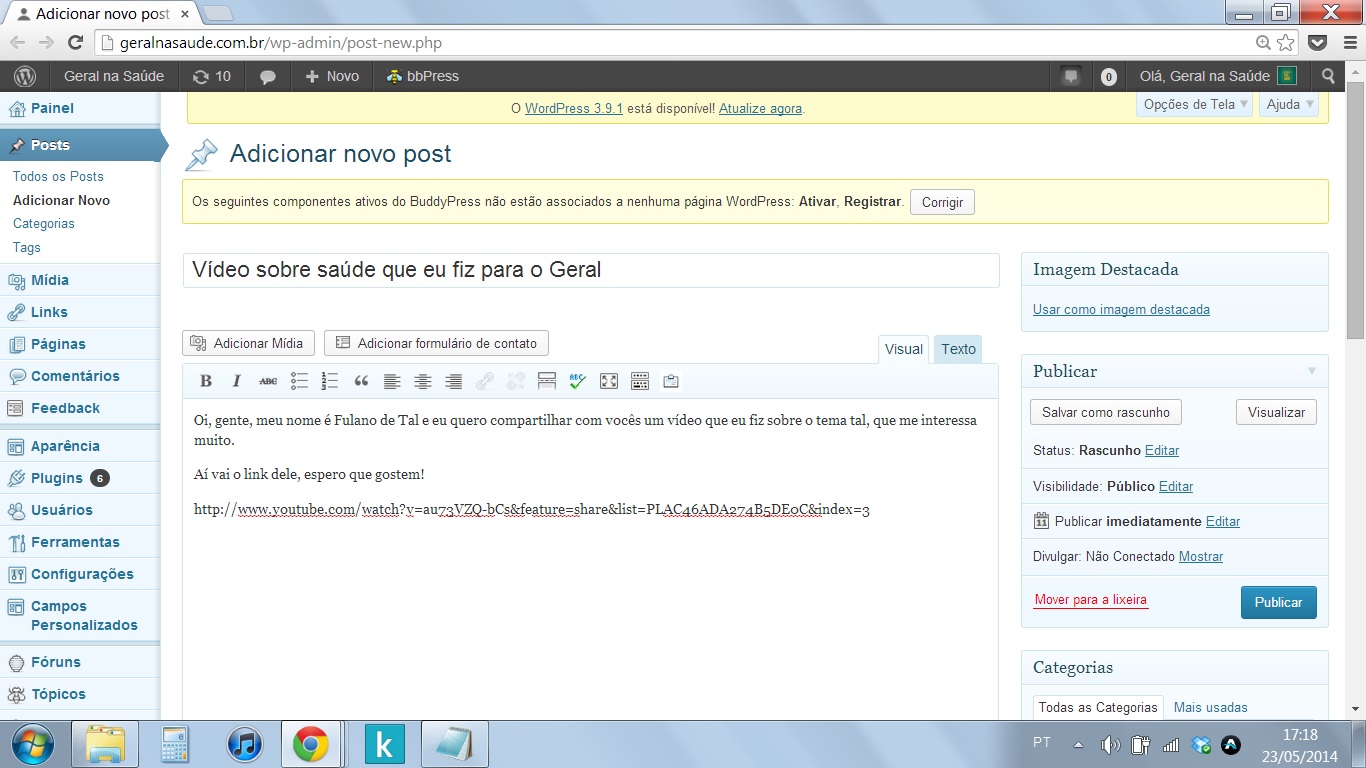 Adicionar novo post
geralnasaude.com.br/wp-admin/post-new.php
Geral na Saúde 10 Novo bbPress 0 Olá, Geral na Saúde
O WordPress 3.9.1 está disponível! Atualize agora.
Opções de Tela Ajuda
Painel
Posts
Todos os Posts
Adicionar Novo
Categorias
Tags
Mídia
Links
Páginas
Comentários
Feedback
Aparência
Plugins 6
Usuários
Ferramentas
Configurações
Campos
Personalizados
Fóruns
Tópicos
Adicionar novo post
Os seguintes componentes ativos do BuddyPress não estão associados a nenhuma página WordPress: Ativar, Registrar. Corrigir
Vídeo sobre saúde que eu fiz para o Geral
Adicionar Mídia Adicionar formulário de contato
Visual Texto
B I ABC ABC
Oi, gente, meu nome é Fulano de Tal e eu quero compartilhar com vocês um vídeo que eu fiz sobre o tema tal, que me interessa
muito.
Aí vai o link dele, espero que gostem!
http://www.youtube.com/watch?v=au73VZQ-bCs&feature=share&list=PLAC46ADA274B5DE0C&index=3
Imagem Destacada
Usar como imagem destacada
Publicar
Salvar como rascunho Visualizar
Status: Rascunho Editar
Visibilidade: Público Editar
Publicar imediatamente Editar
Divulgar: Não Conectado Mostrar
Mover para a lixeira Publicar
Categorias
Todas as Categorias Mais usadas
k
PT
17:18
23/05/2014